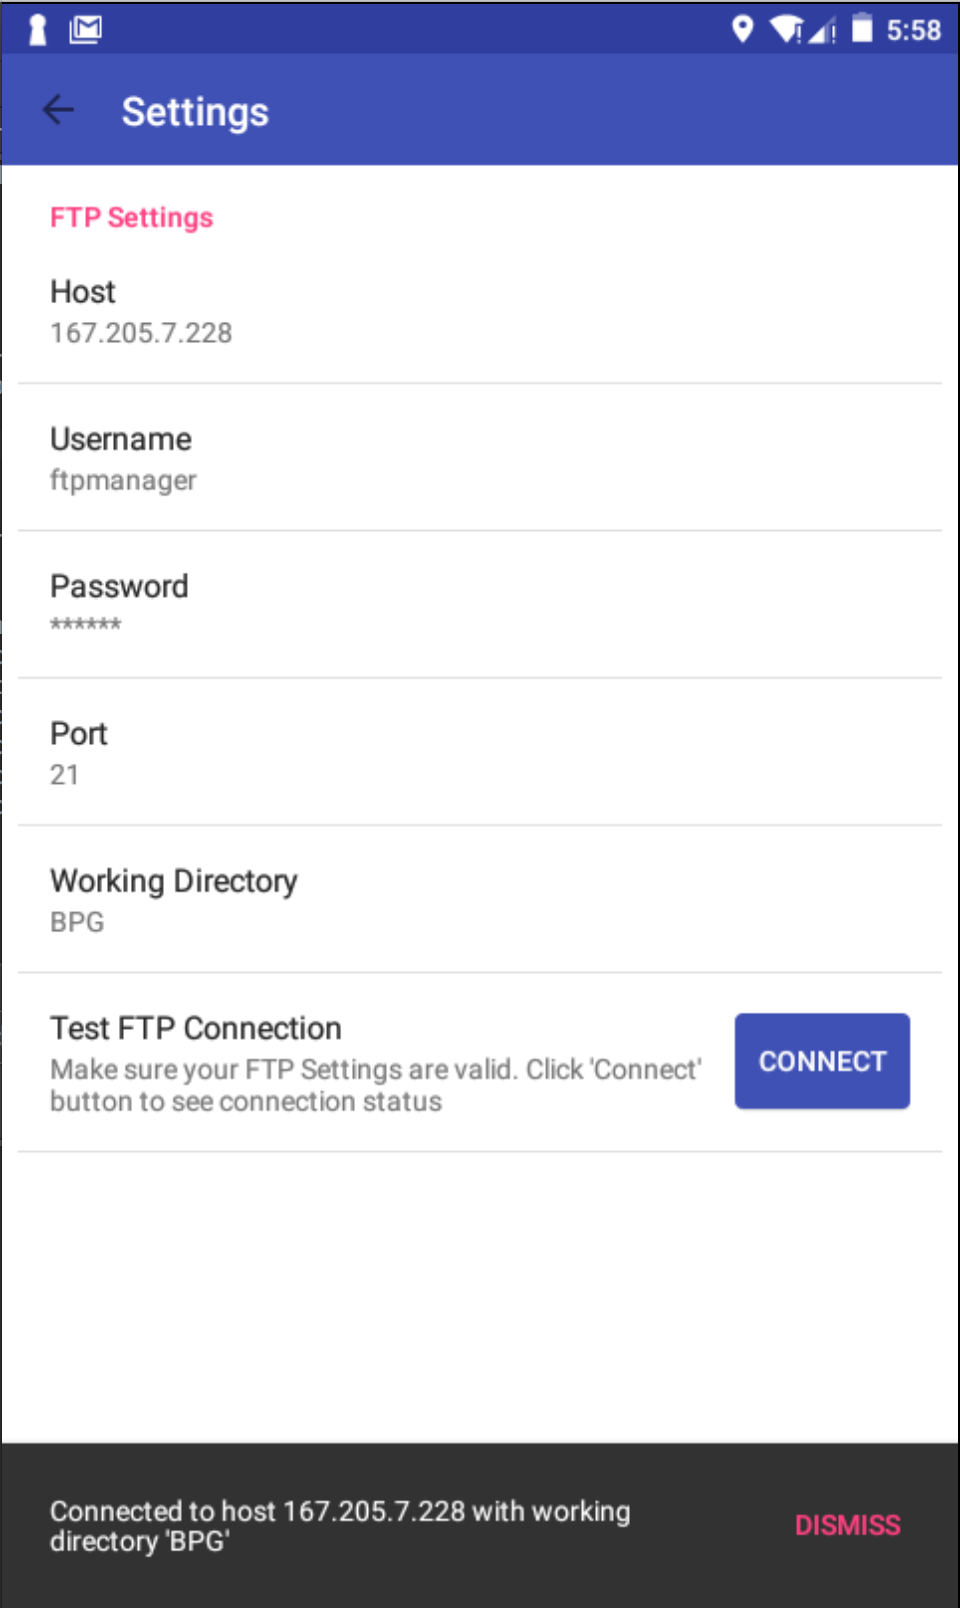 5:58
Settings
FTP Settings
Host
167.205.7.228
Username
ftpmanager
Password
******
Port
21
Working Directory
BPG
Test FTP Connection
Make sure your FTP Settings are valid. Click 'Connect'
button to see connection status
CONNECT
Connected to host 167.205.7.228 with working
directory 'BPG'
DISMISS